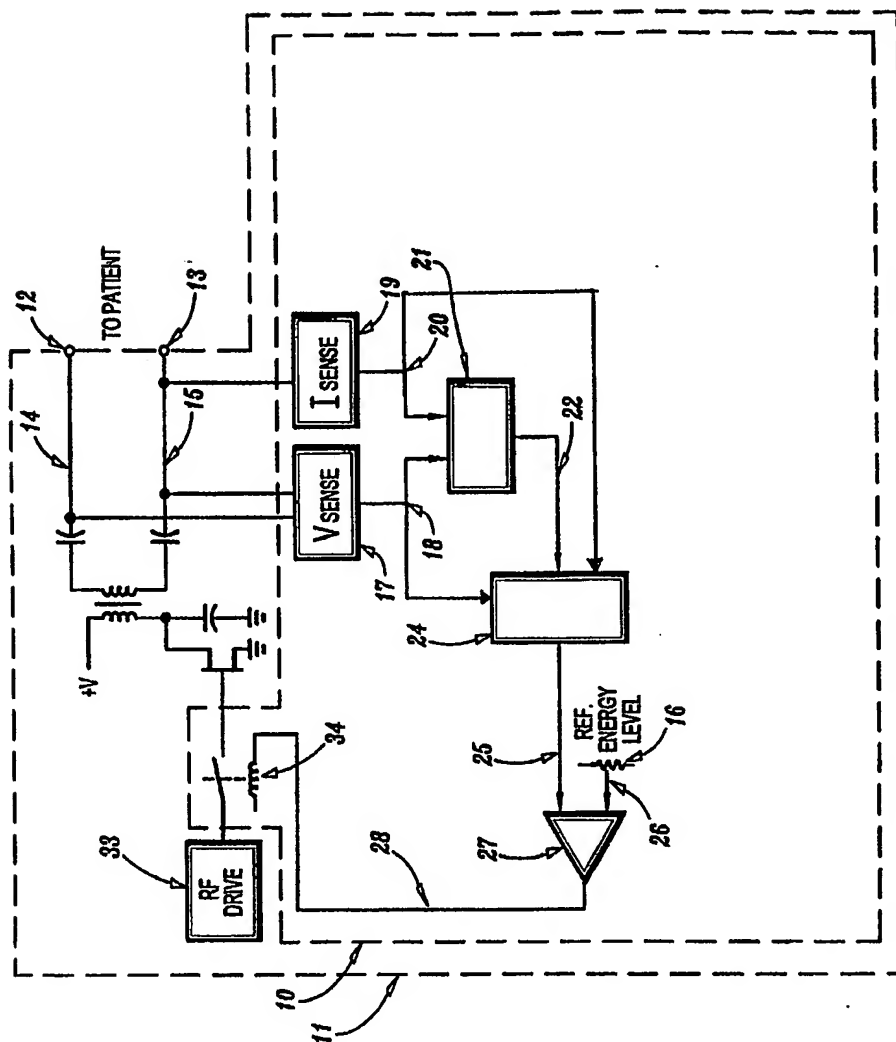 11
10
33
RF
DRIVE
34
28
+V
14
15
12
TO PATIENT
13
V SENSE
17
18
I SENSE
19
20
21
22
24
25
REF.
ENERGY
LEVEL
16
26
27